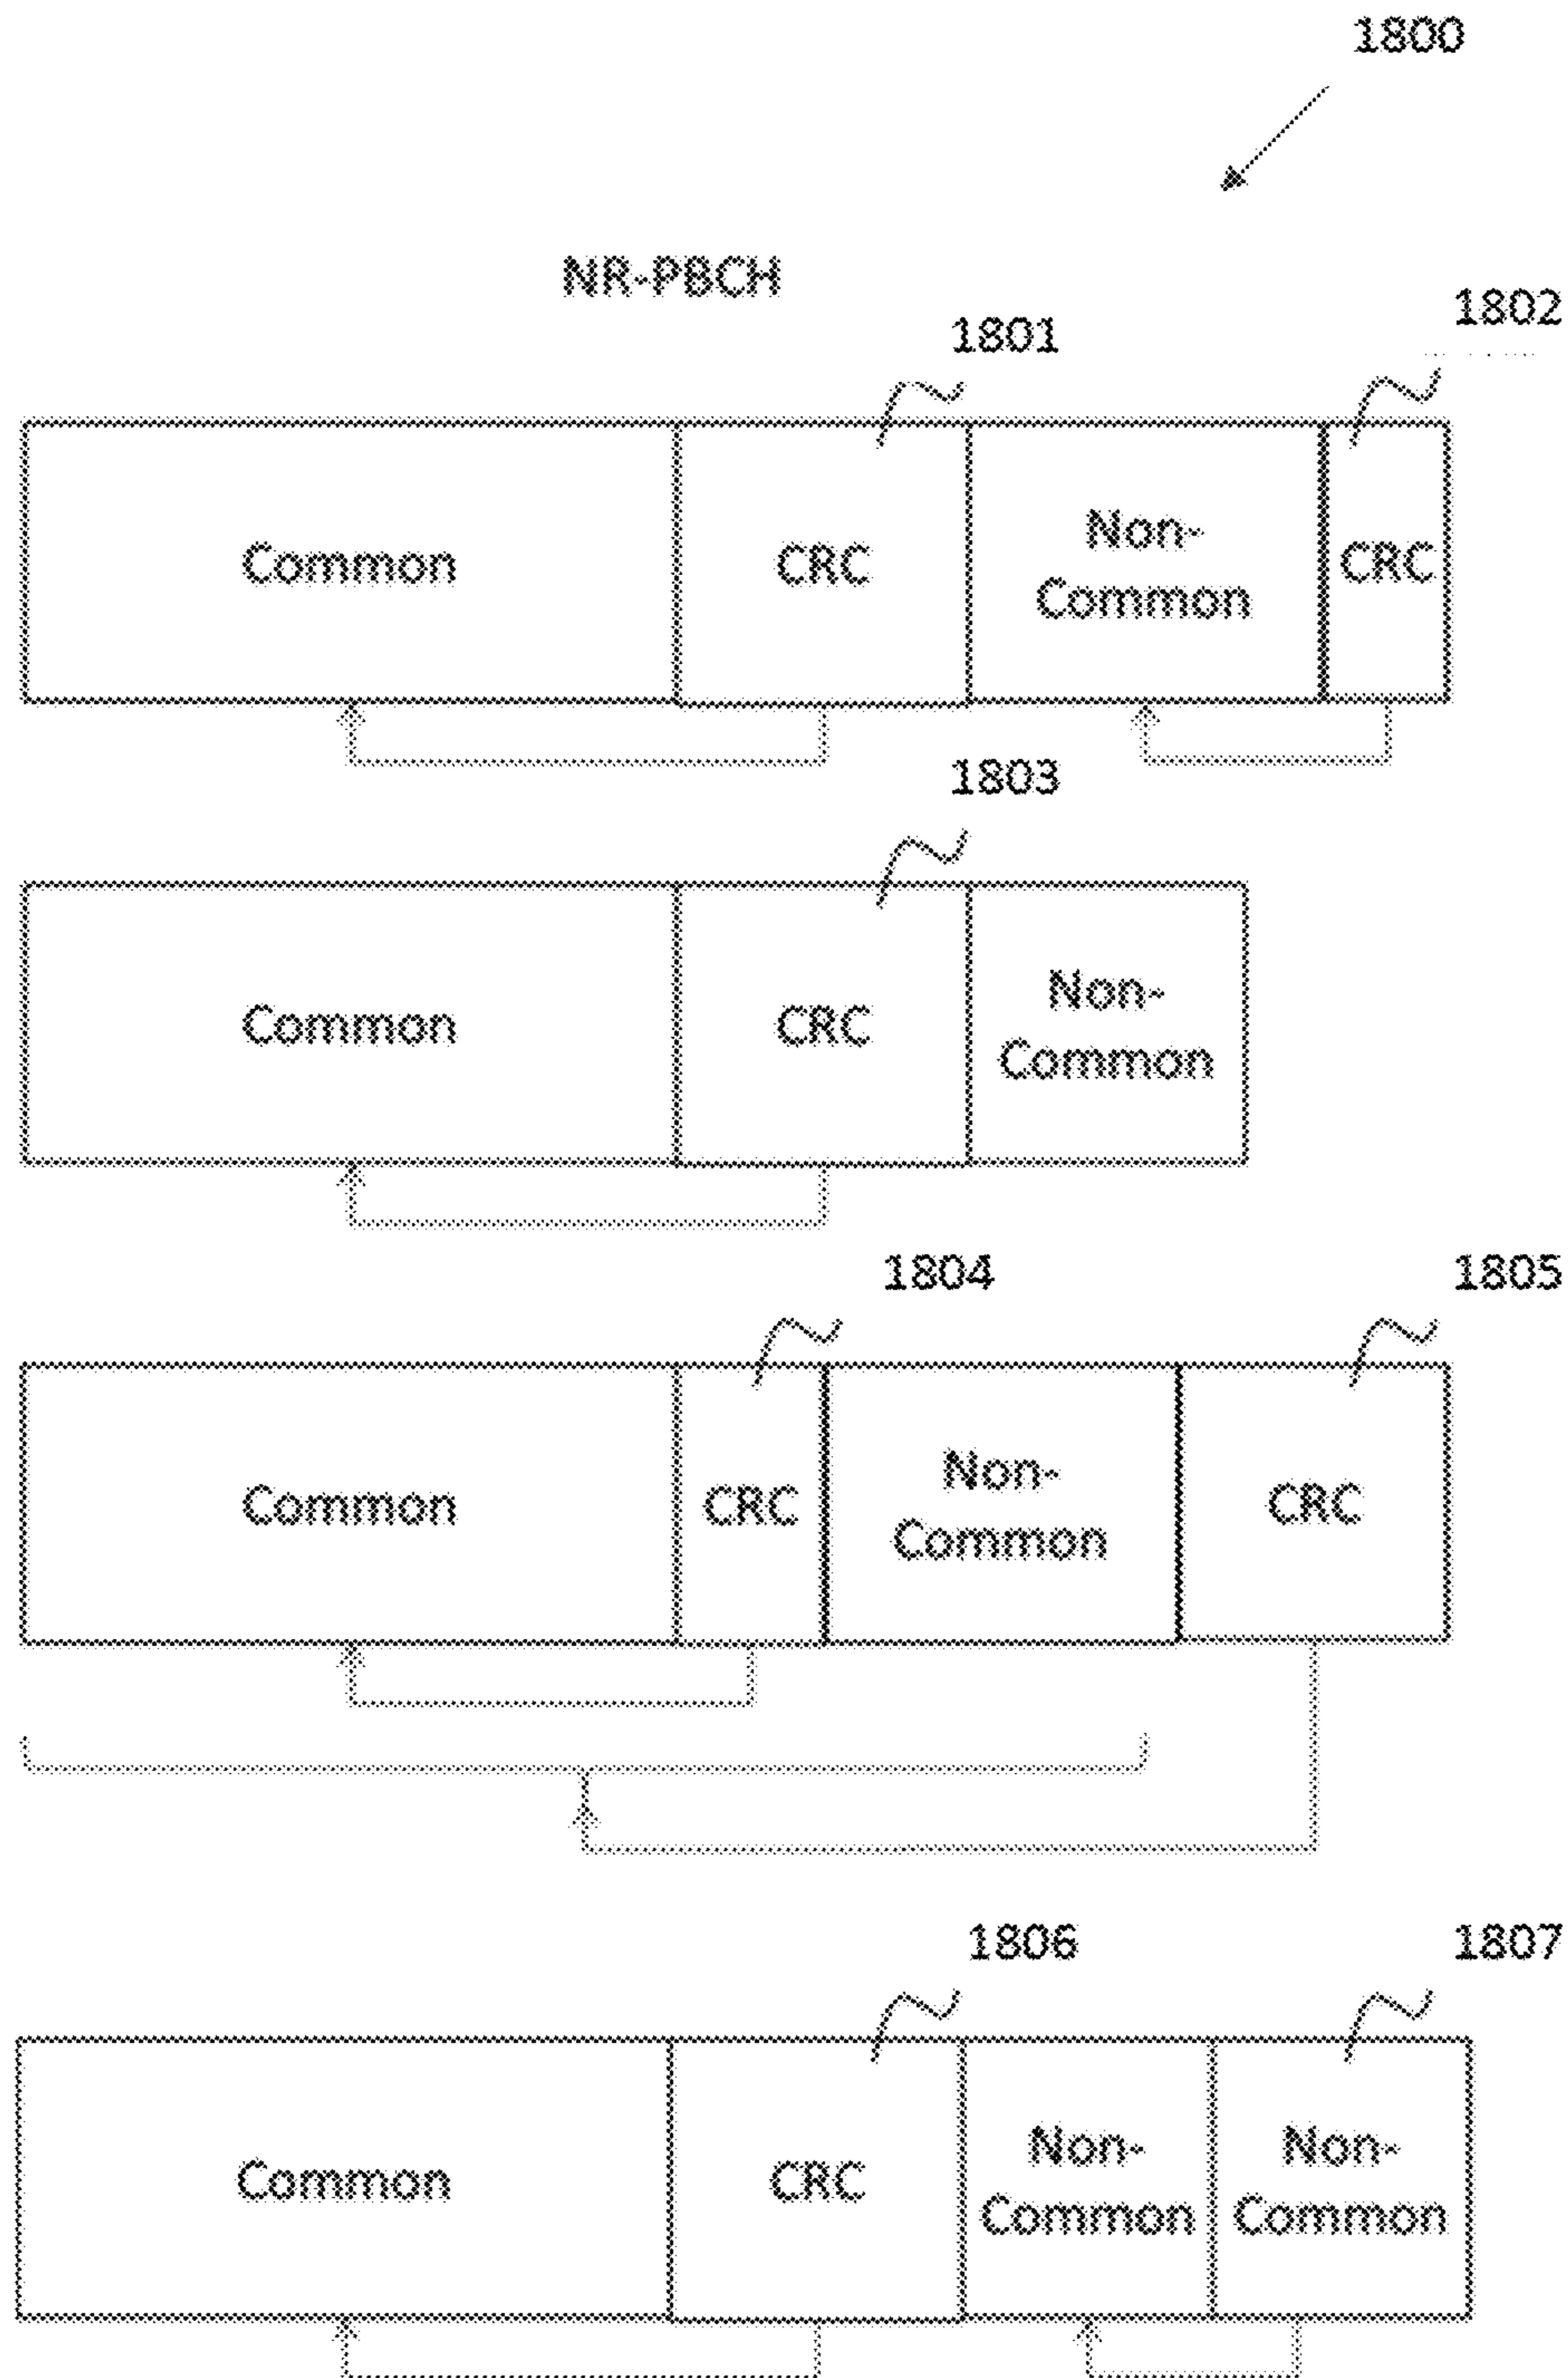 1800
NR-PBCH
1801
1802
Common
CRC
Non-
Common
CRC
1803
Common
CRC
Non-
Common
1804
1805
Common
CRC
Non-
Common
CRC
1806
1807
Common
CRC
Non-
Common
Non-
Common